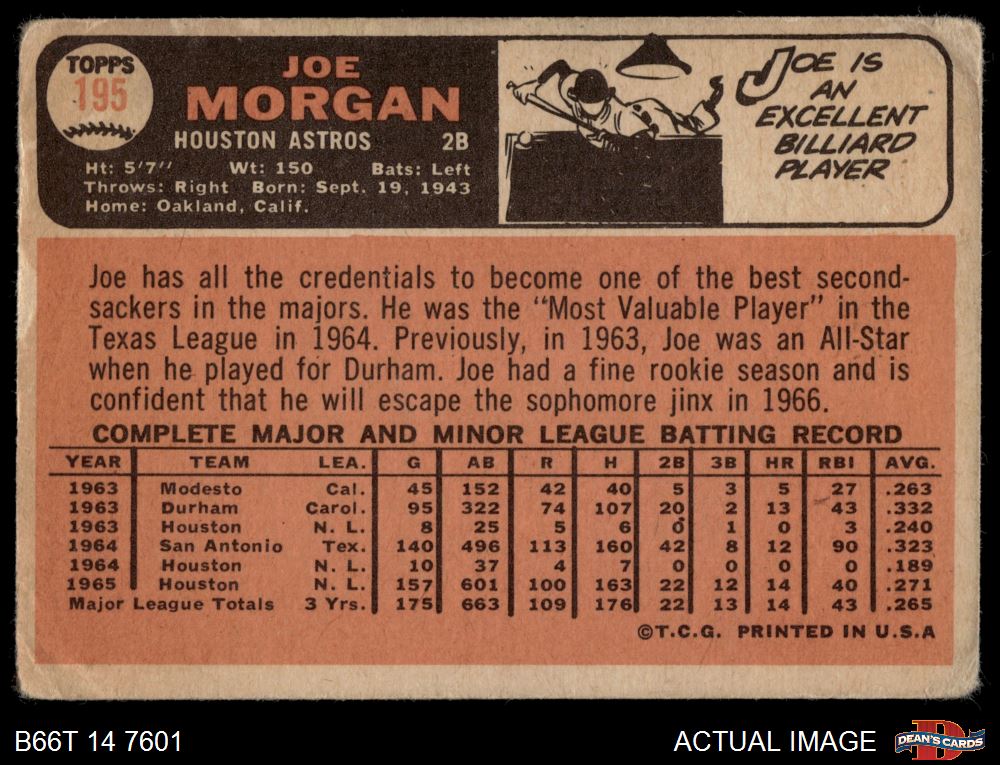 TOPPS
195
JOE
MORGAN
HOUSTON ASTROS 2B
Ht: 5'7" Wt: 150 Bats: Left
Throws: Right Born: Sept. 19, 1943
Home: Oakland, Calif.
JOE IS
AN
EXCELLENT
BILLIARD
PLAYER
Joe has all the credentials to become one of the best second-
sackers in the majors. He was the "Most Valuable Player" in the
Texas League in 1964. Previously, in 1963, Joe was an All-Star
when he played for Durham. Joe had a fine rookie season and is
confident that he will escape the sophomore jinx in 1966.
COMPLETE MAJOR AND MINOR LEAGUE BATTING RECORD
YEAR TEAM LEA. G AB R H 2B 3B HR RBI AVG.
1963 Modesto Cal. 45 152 42 40 5 3 5 27 .263
1963 Durham Carol. 95 322 74 107 20 2 13 43 .332
1963 Houston N. L. 8 25 5 6 0 1 0 3 .240
1964 San Antonio Tex. 140 496 113 160 42 8 12 90 .323
1964 Houston N. L. 10 37 4 7 0 0 0 0 .189
1965 Houston N. L. 157 601 100 163 22 12 14 40 .271
Major League Totals 3 Yrs. 175 663 109 176 22 13 14 43 .265
©T.C.G. PRINTED IN U.S.A
B66T 14 7601
ACTUAL IMAGE
D
DEAN'S CARDS